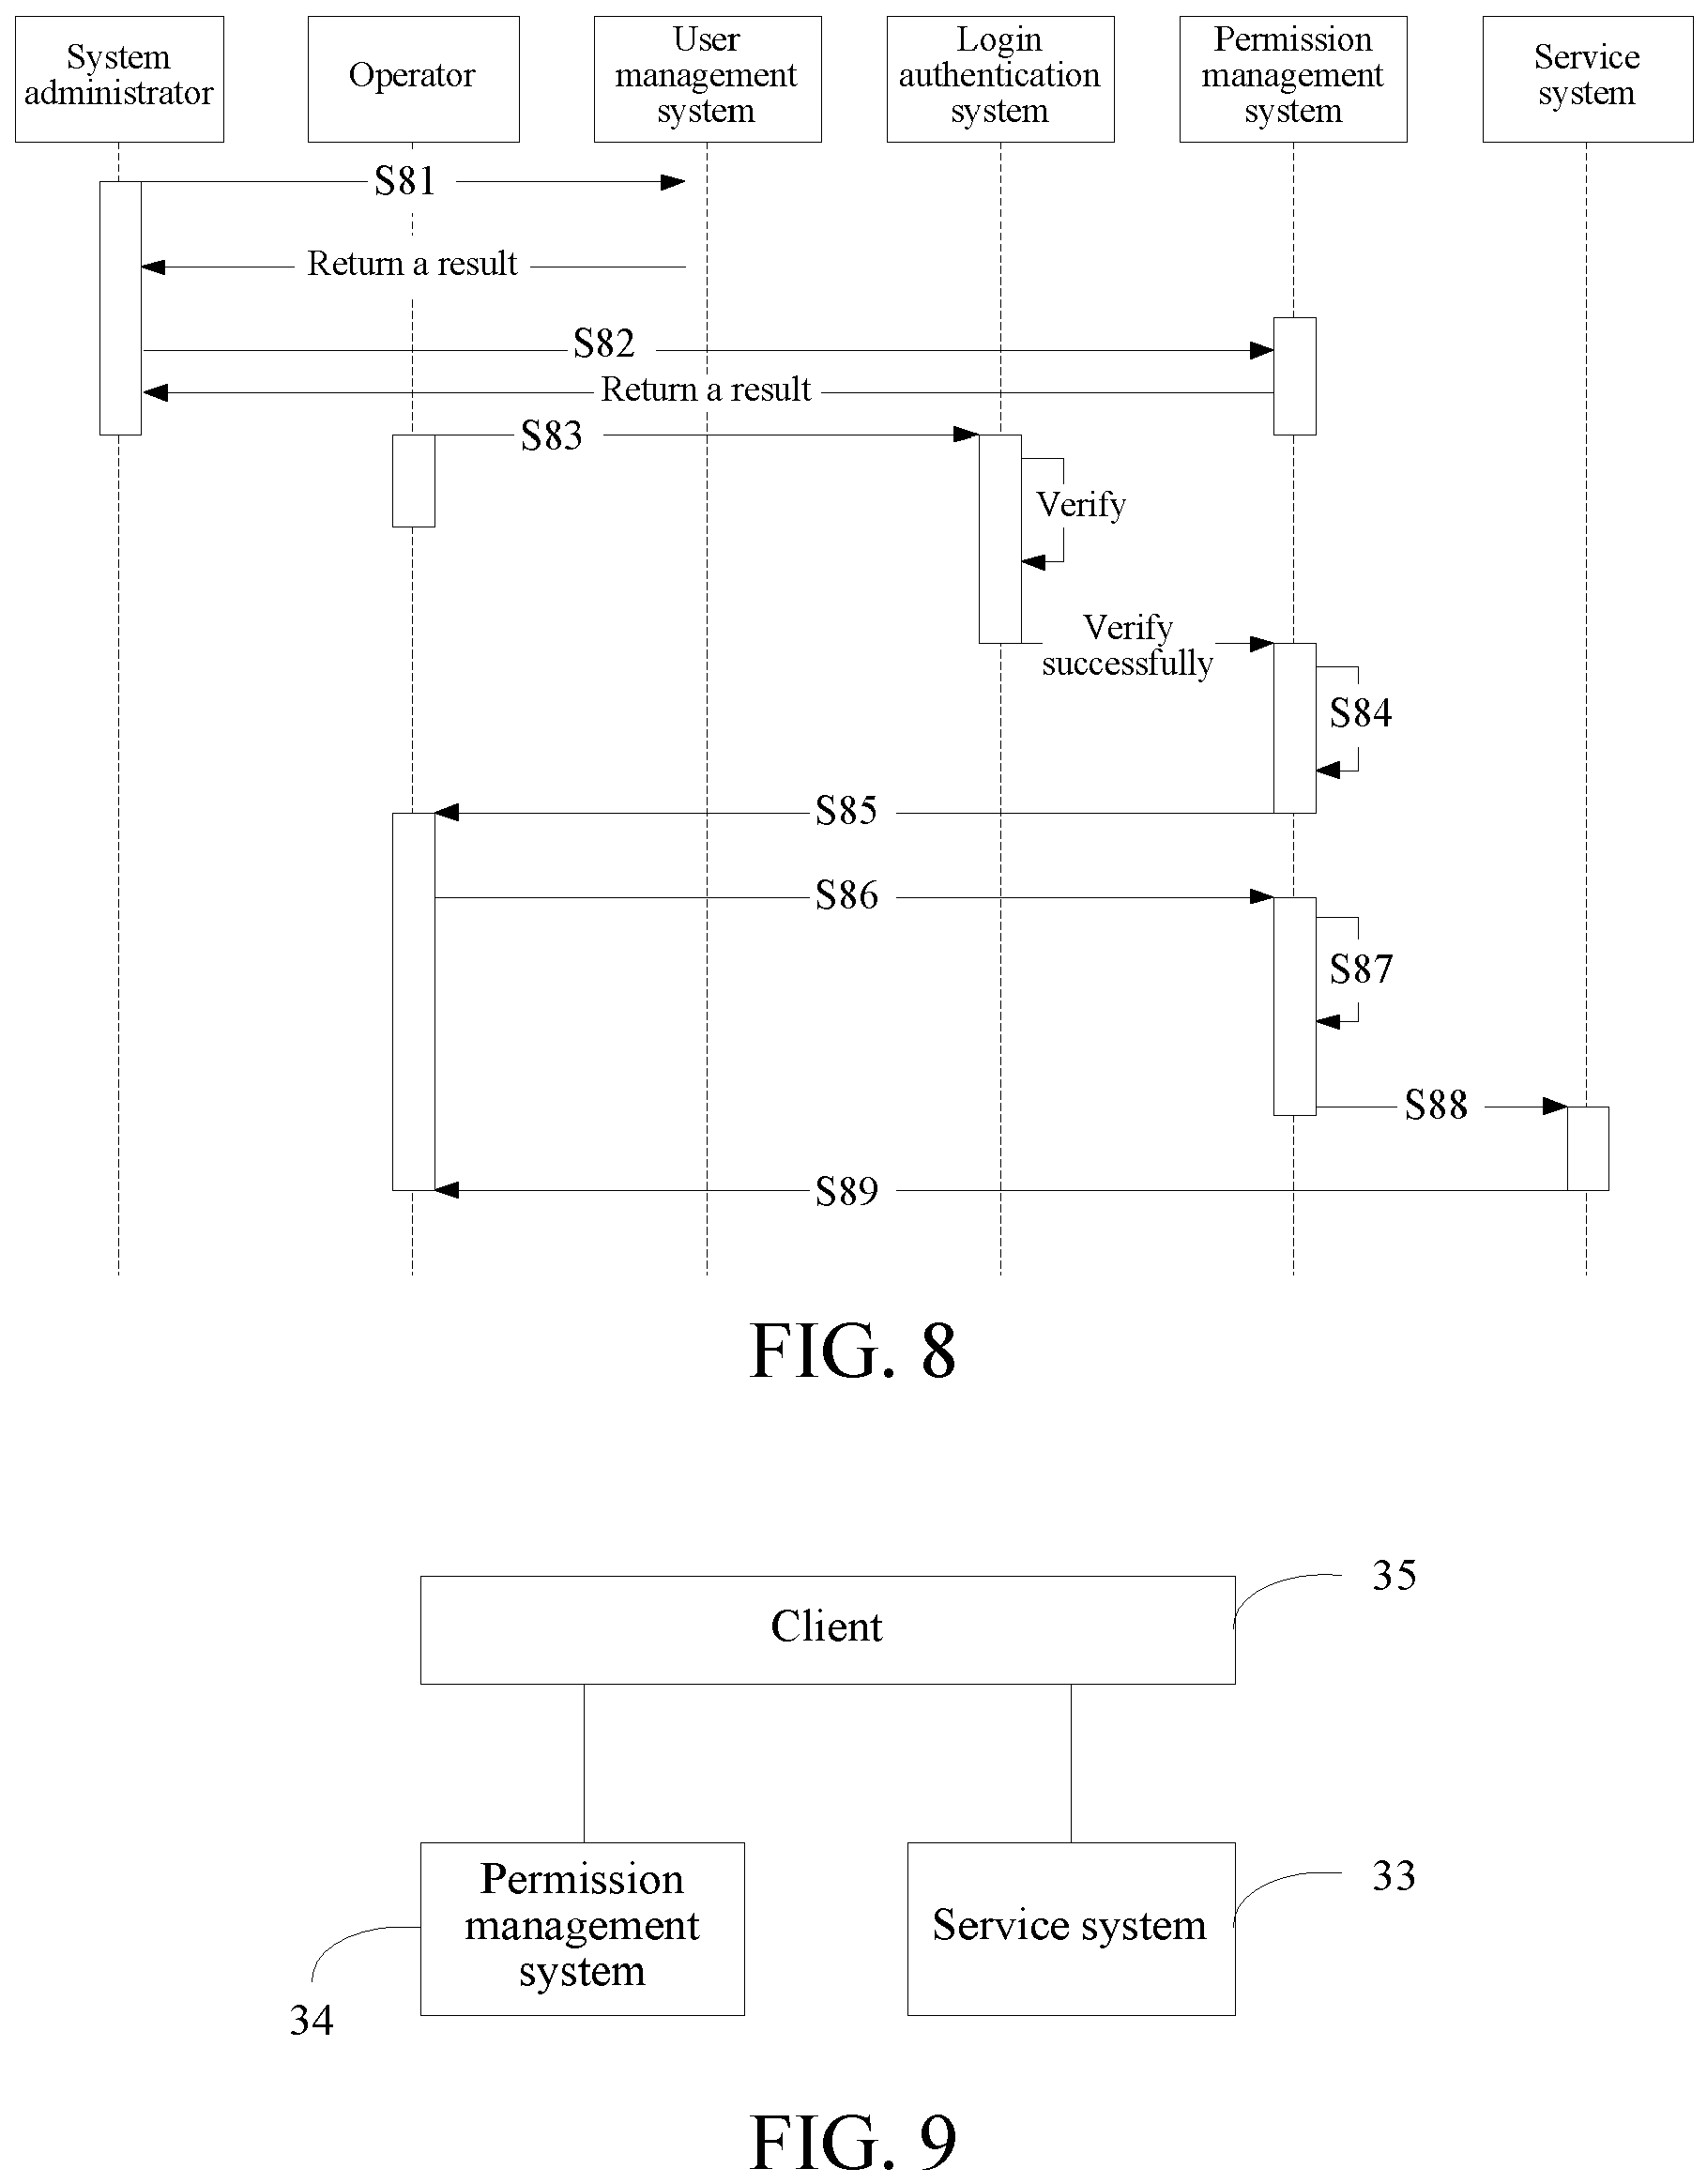 System
administrator
Operator
User
management
system
Login
authentication
system
Permission
management
system
Service
system
S81
Return a result
S82
Return a result
S83
Verify
Verify
successfully
S84
S85
S86
S87
S88
S89
FIG. 8
35
Client
Permission
management
system
34
Service system
33
FIG. 9